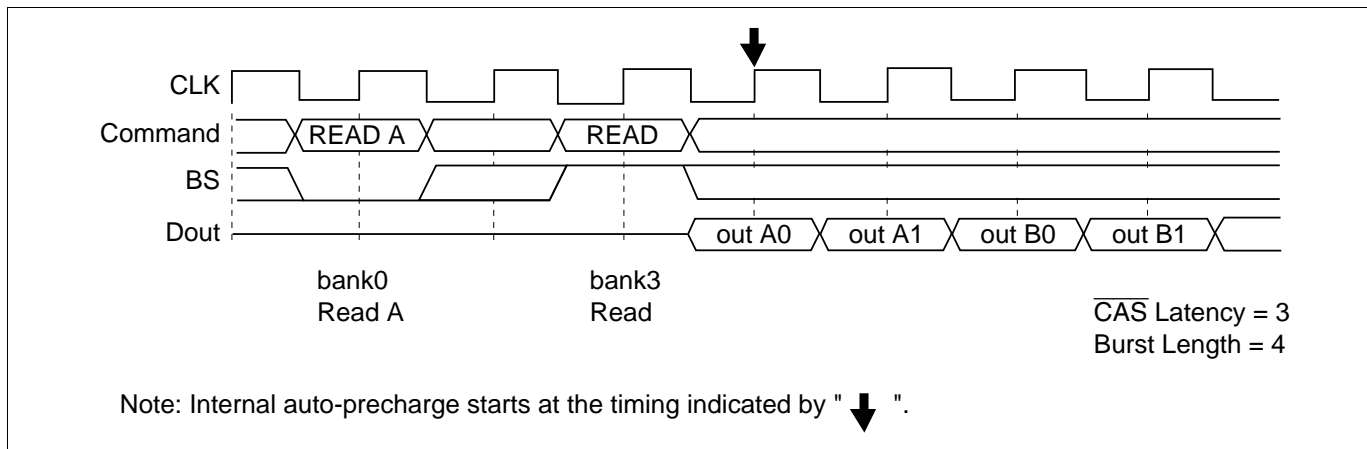 CLK
Command READ A READ
BS
Dout out A0 out A1 out B0 out B1
bank0 bank3
Read A Read
CAS Latency = 3
Burst Length = 4
Note: Internal auto-precharge starts at the timing indicated by " ".